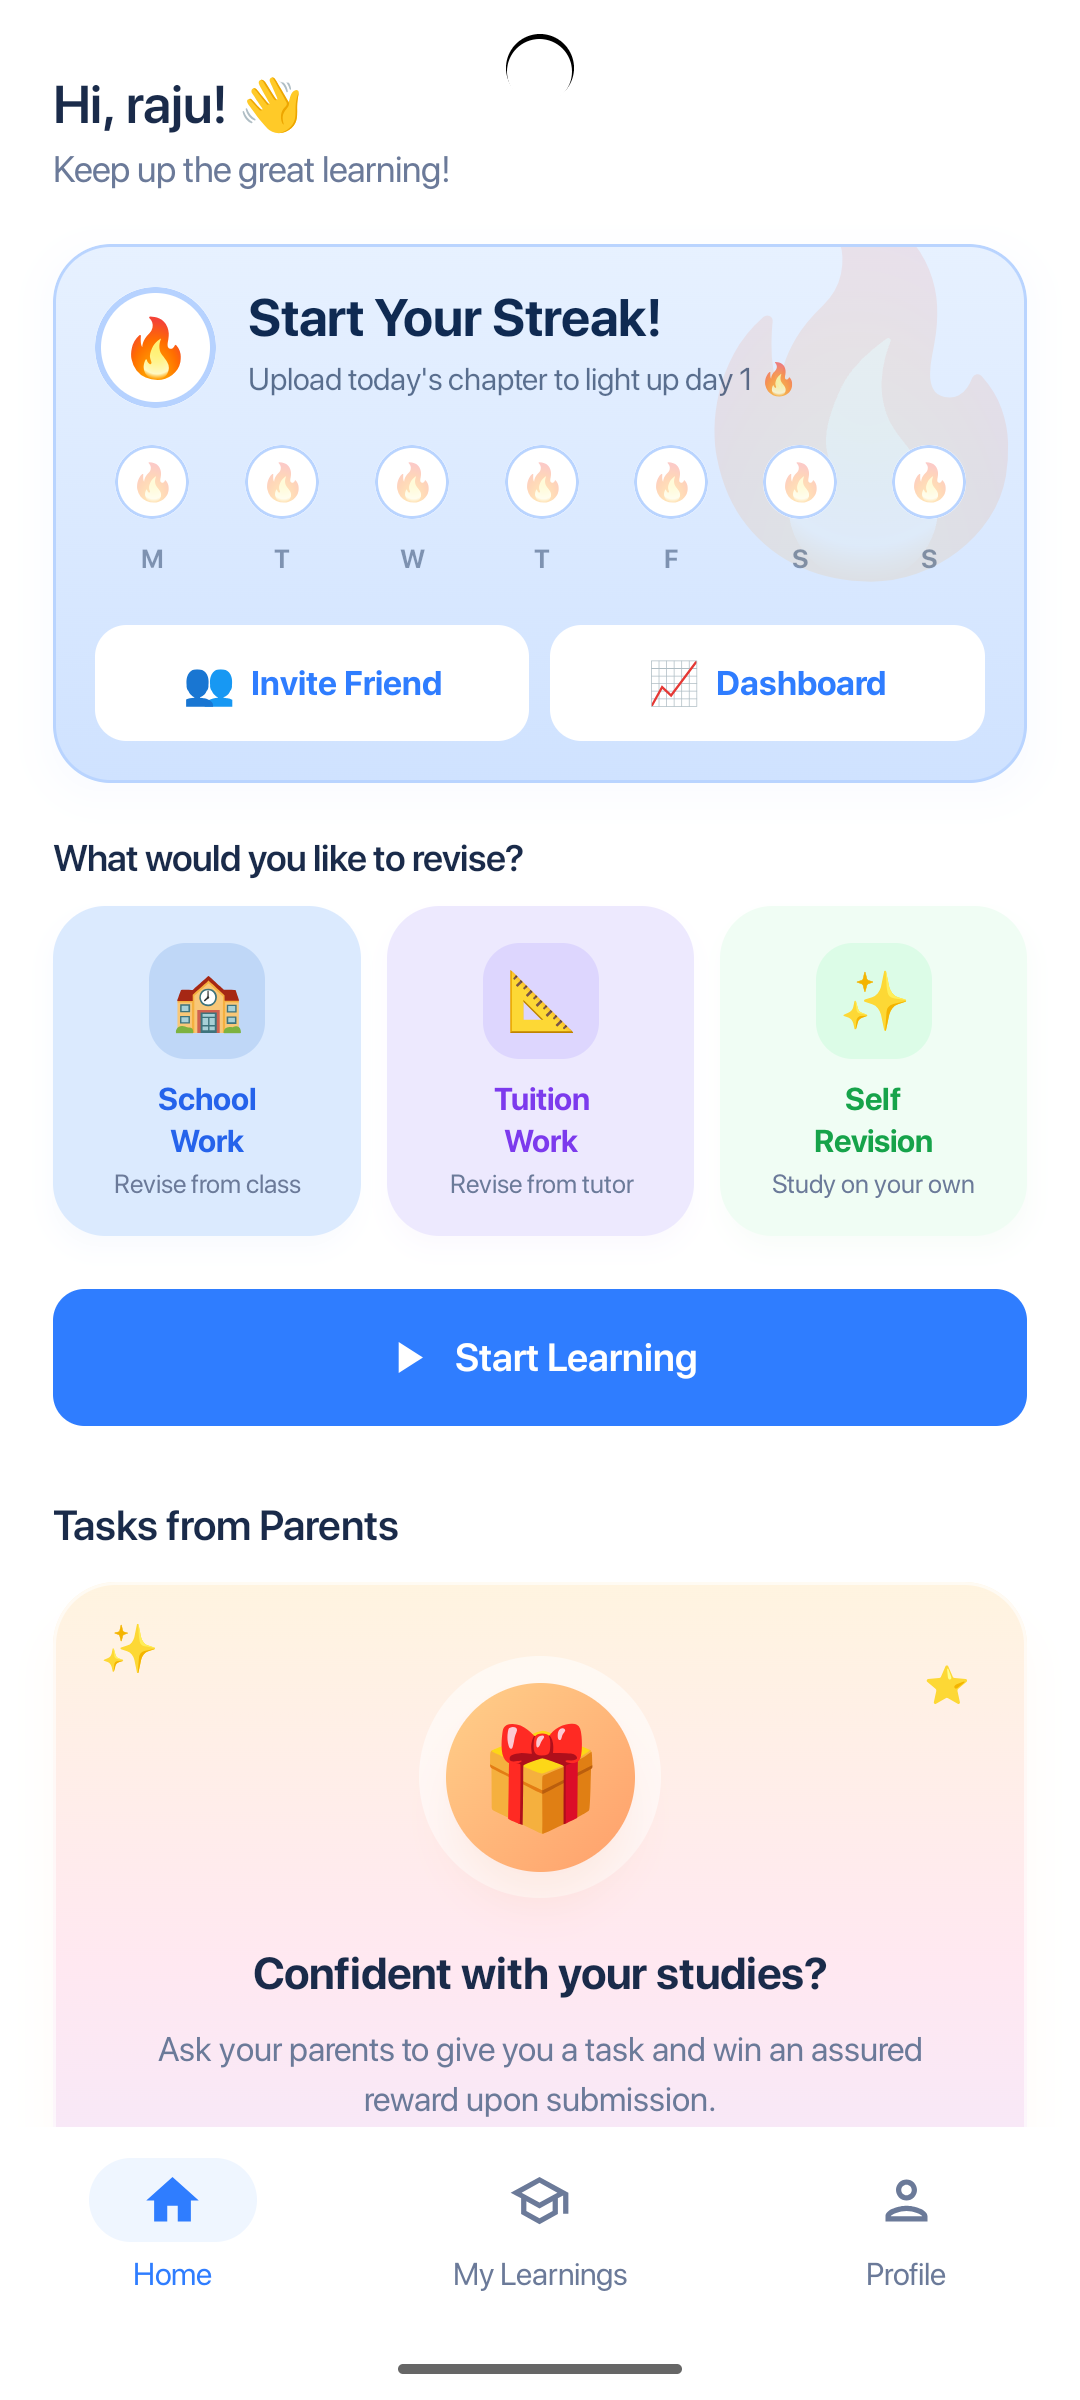 Hi, raju! 👋
Keep up the great learning!
Start Your Streak!
Upload today's chapter to light up day 1 🔥
M T W T F S S
Invite Friend
Dashboard
What would you like to revise?
School
Work
Revise from class
Tuition
Work
Revise from tutor
Self
Revision
Study on your own
Start Learning
Tasks from Parents
Confident with your studies?
Ask your parents to give you a task and win an assured
reward upon submission.
Home
My Learnings
Profile